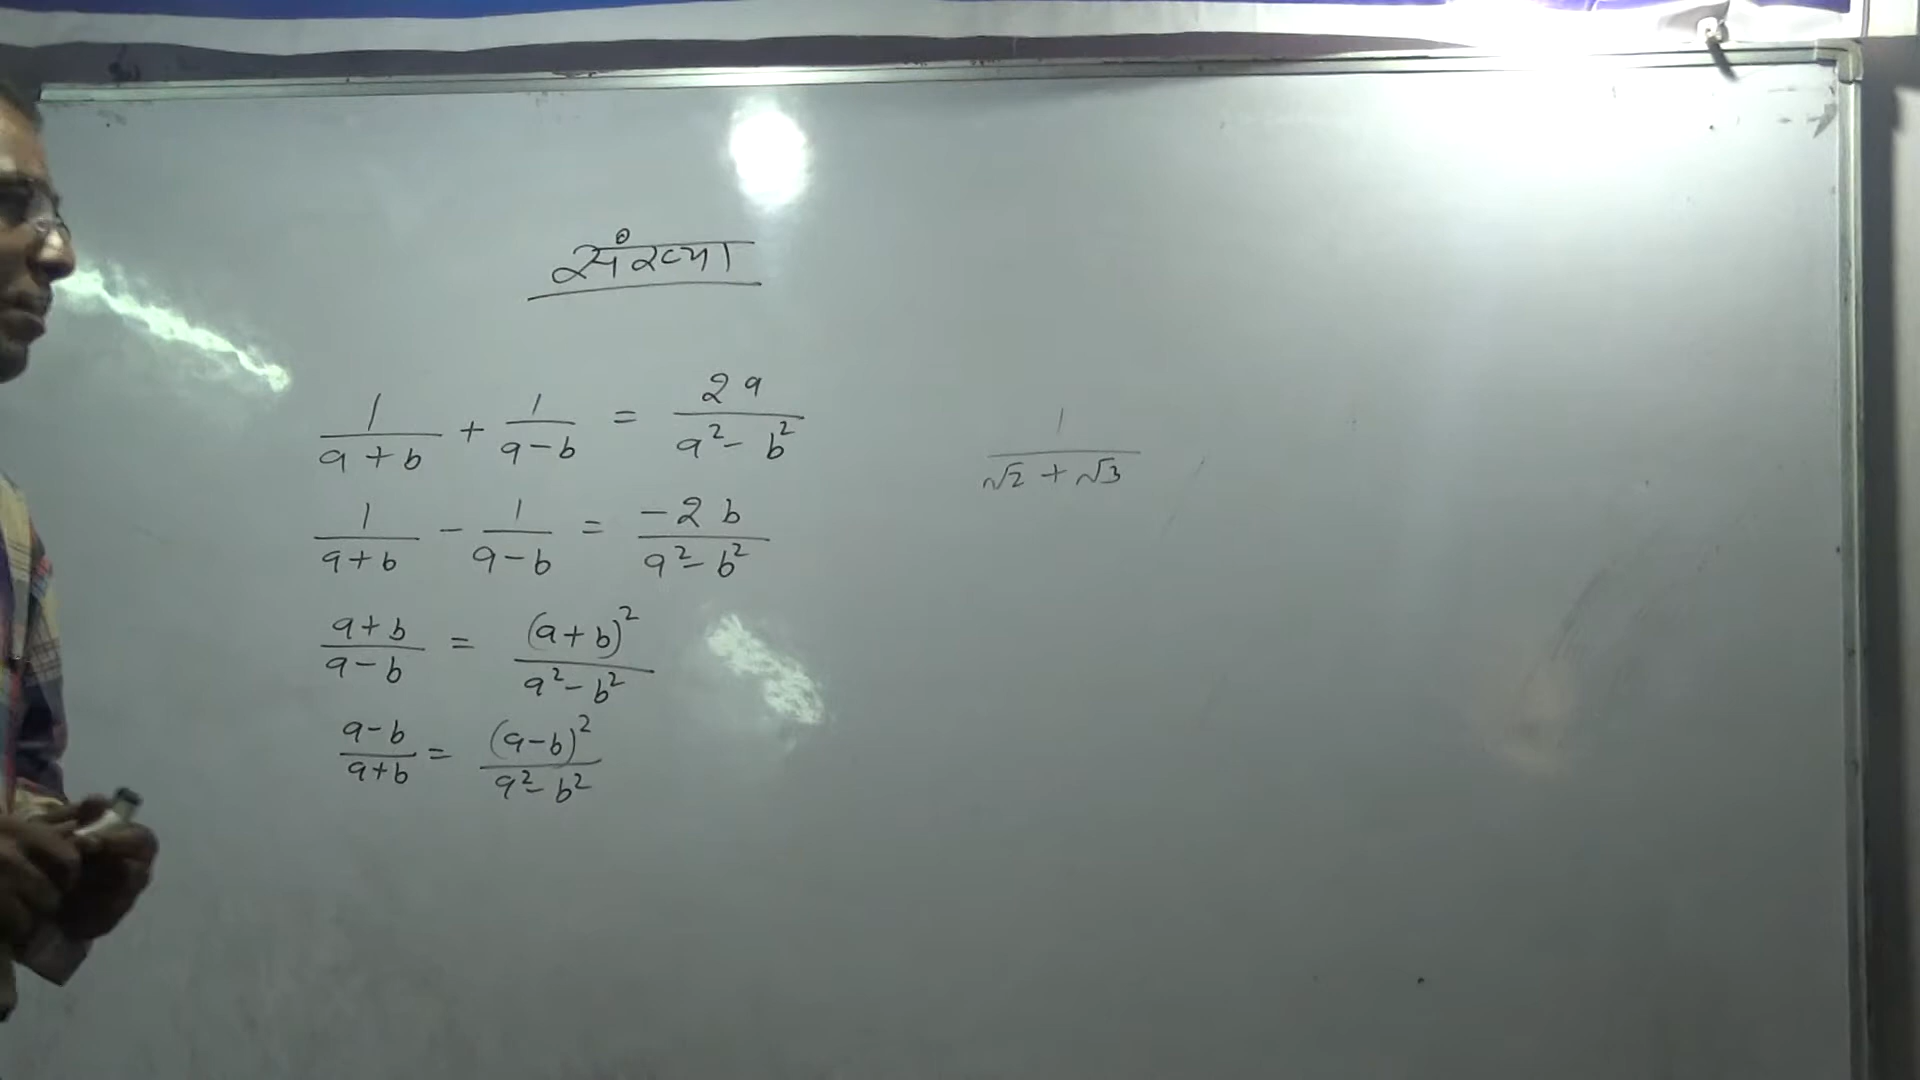 संख्या
1/(a+b) + 1/(a-b) = 2a/(a²-b²)
1/(a+b) - 1/(a-b) = -2b/(a²-b²)
(a+b)/(a-b) = (a+b)²/(a²-b²)
(a-b)/(a+b) = (a-b)²/(a²-b²)
1/(√2+√3)